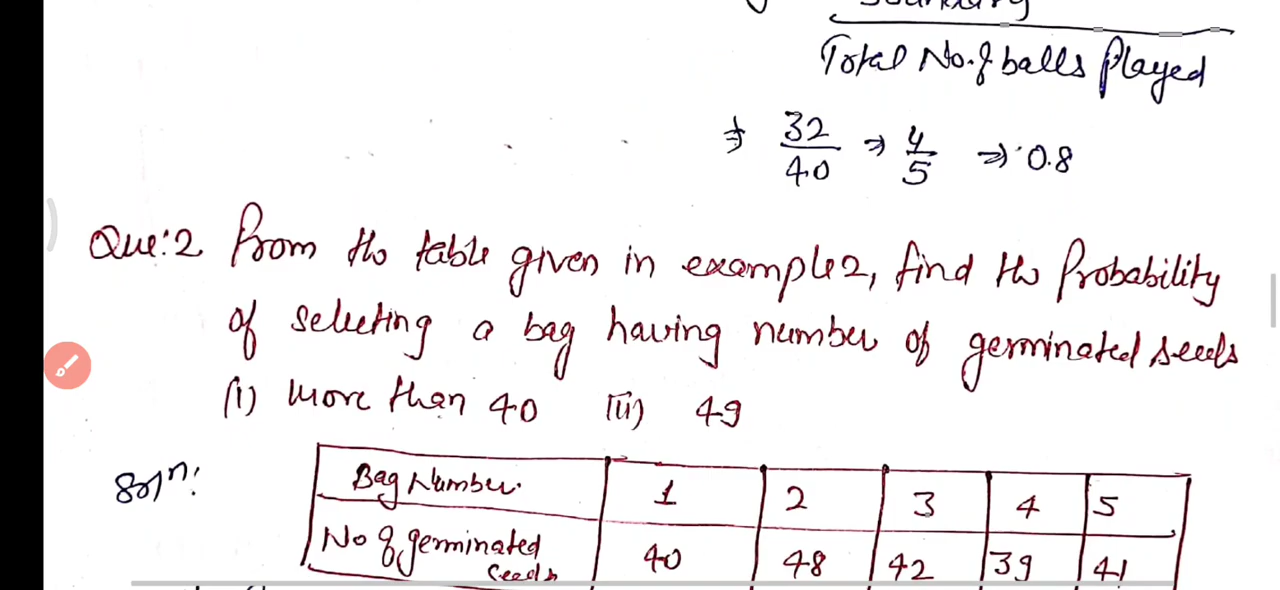 Total No. of balls Played
⇒ 32/40 ⇒ 4/5 ⇒ 0.8
Que:2 From the table given in example 2, find the Probability
of selecting a bag having number of germinated seeds
(i) more than 40 (ii) 49
Solⁿ:
Bag Number 1 2 3 4 5
No of germinated seeds 40 48 42 39 41